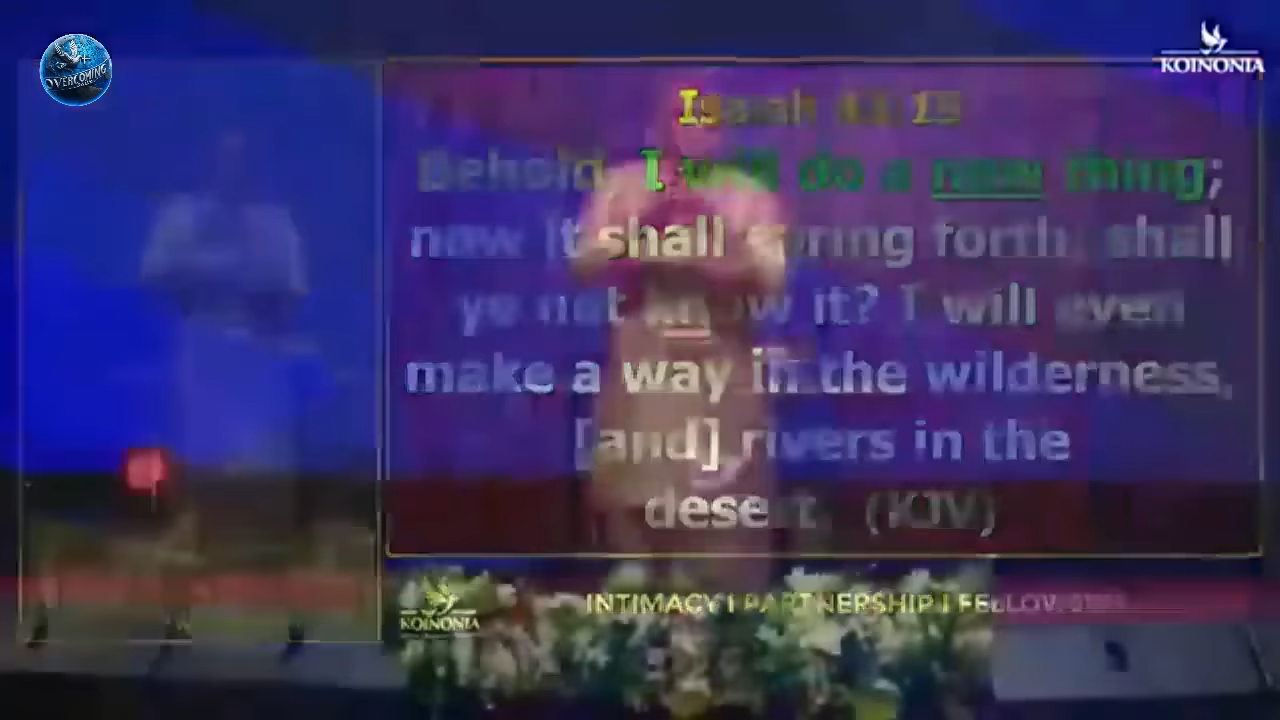 OVERCOMING
KOINONIA
Isaiah 43:19
Behold, I will do a new thing;
now it shall spring forth; shall
ye not know it? I will even
make a way in the wilderness,
[and] rivers in the
desert. (KJV)
KOINONIA
INTIMACY I PARTNERSHIP I